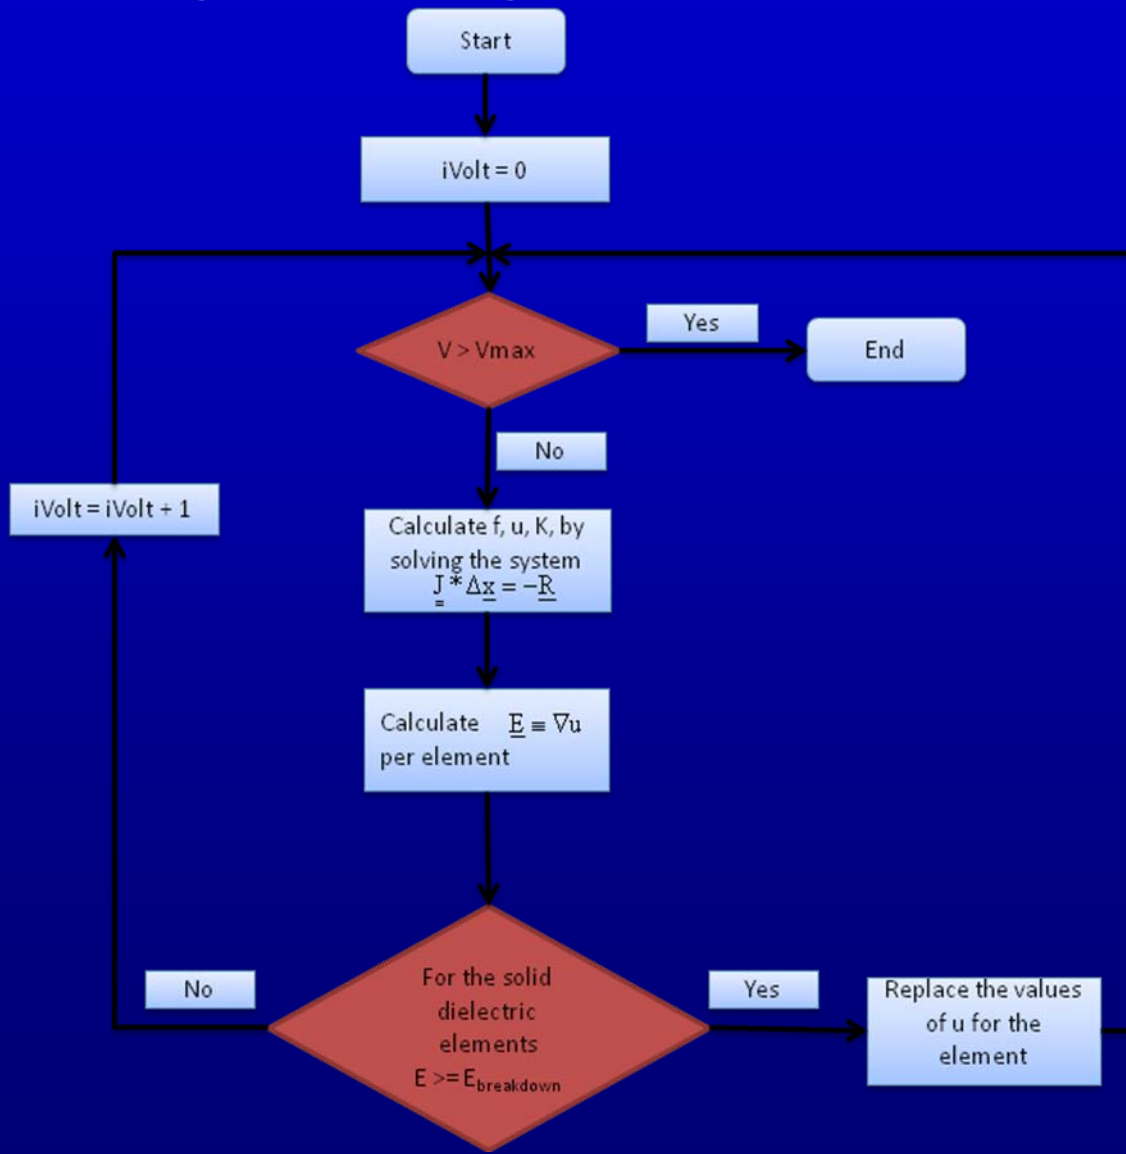 Start
iVolt = 0
V > Vmax
Yes
End
No
iVolt = iVolt + 1
Calculate f, u, K, by
solving the system
J * Δx = −R
Calculate E ≡ ∇u
per element
No
For the solid
dielectric
elements
E >= Ebreakdown
Yes
Replace the values
of u for the
element